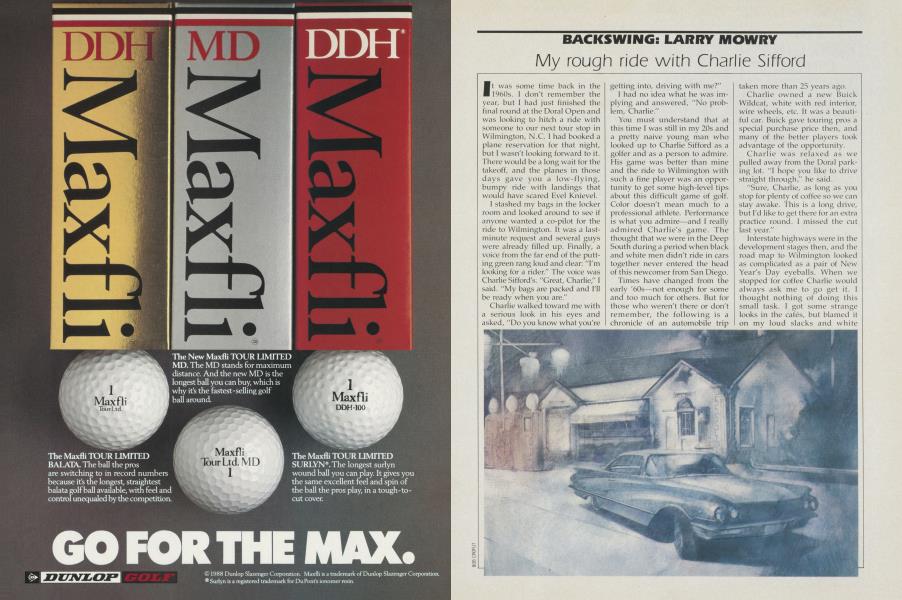 DDH
Maxfli
MD
Maxfli
DDH®
Maxfli
The New Maxfli TOUR LIMITED
MD. The MD stands for maximum
distance. And the new MD is the
longest ball you can buy, which is
why it's the fastest-selling golf
ball around.
1
Maxfli
Tour Ltd.
1
Maxfli
DDH-100
Maxfli
Tour Ltd. MD
1
The Maxfli TOUR LIMITED
BALATA. The ball the pros
are switching to in record numbers
because it's the longest, straightest
balata golf ball available, with feel and
control unequaled by the competition.
The Maxfli TOUR LIMITED
SURLYN®. The longest surlyn
wound ball you can play. It gives you
the same excellent feel and spin of
the ball the pros play, in a tough-to-
cut cover.
GO FOR THE MAX.
DUNLOP GOLF
© 1988 Dunlop Slazenger Corporation. Maxfli is a trademark of Dunlop Slazenger Corporation.
® Surlyn is a registered trademark for Du Pont's ionomer resin.
BACKSWING: LARRY MOWRY
My rough ride with Charlie Sifford
It was some time back in the
1960s. I don't remember the
year, but I had just finished the
final round at the Doral Open and
was looking to hitch a ride with
someone to our next tour stop in
Wilmington, N.C. I had booked a
plane reservation for that night,
but I wasn't looking forward to it.
There would be a long wait for the
takeoff, and the planes in those
days gave you a low-flying,
bumpy ride with landings that
would have scared Evel Knievel.
I stashed my bags in the locker
room and looked around to see if
anyone wanted a co-pilot for the
ride to Wilmington. It was a last-
minute request and several guys
were already filled up. Finally, a
voice from the far end of the putt-
ing green rang loud and clear: "I'm
looking for a rider." The voice was
Charlie Sifford's. "Great, Charlie," I
said. "My bags are packed and I'll
be ready when you are."
Charlie walked toward me with
a serious look in his eyes and
asked, "Do you know what you're
getting into, driving with me?"
I had no idea what he was im-
plying and answered, "No prob-
lem, Charlie."
You must understand that at
this time I was still in my 20s and
a pretty naive young man who
looked up to Charlie Sifford as a
golfer and as a person to admire.
His game was better than mine
and the ride to Wilmington with
such a fine player was an oppor-
tunity to get some high-level tips
about this difficult game of golf.
Color doesn't mean much to a
professional athlete. Performance
is what you admire—and I really
admired Charlie's game. The
thought that we were in the Deep
South during a period when black
and white men didn't ride in cars
together never entered the head
of this newcomer from San Diego.
Times have changed from the
early '60s—not enough for some
and too much for others. But for
those who weren't there or don't
remember, the following is a
chronicle of an automobile trip
taken more than 25 years ago.
Charlie owned a new Buick
Wildcat, white with red interior,
wire wheels, etc. It was a beauti-
ful car. Buick gave touring pros a
special purchase price then, and
many of the better players took
advantage of the opportunity.
Charlie was relaxed as we
pulled away from the Doral park-
ing lot. "I hope you like to drive
straight through," he said.
"Sure, Charlie, as long as you
stop for plenty of coffee so we can
stay awake. This is a long drive,
but I'd like to get there for an extra
practice round. I missed the cut
last year."
Interstate highways were in the
development stages then, and the
road map to Wilmington looked
as complicated as a pair of New
Year's Day eyeballs. When we
stopped for coffee Charlie would
always ask me to go get it. I
thought nothing of doing this
small task. I got some strange
looks in the cafés, but blamed it
on my loud slacks and white